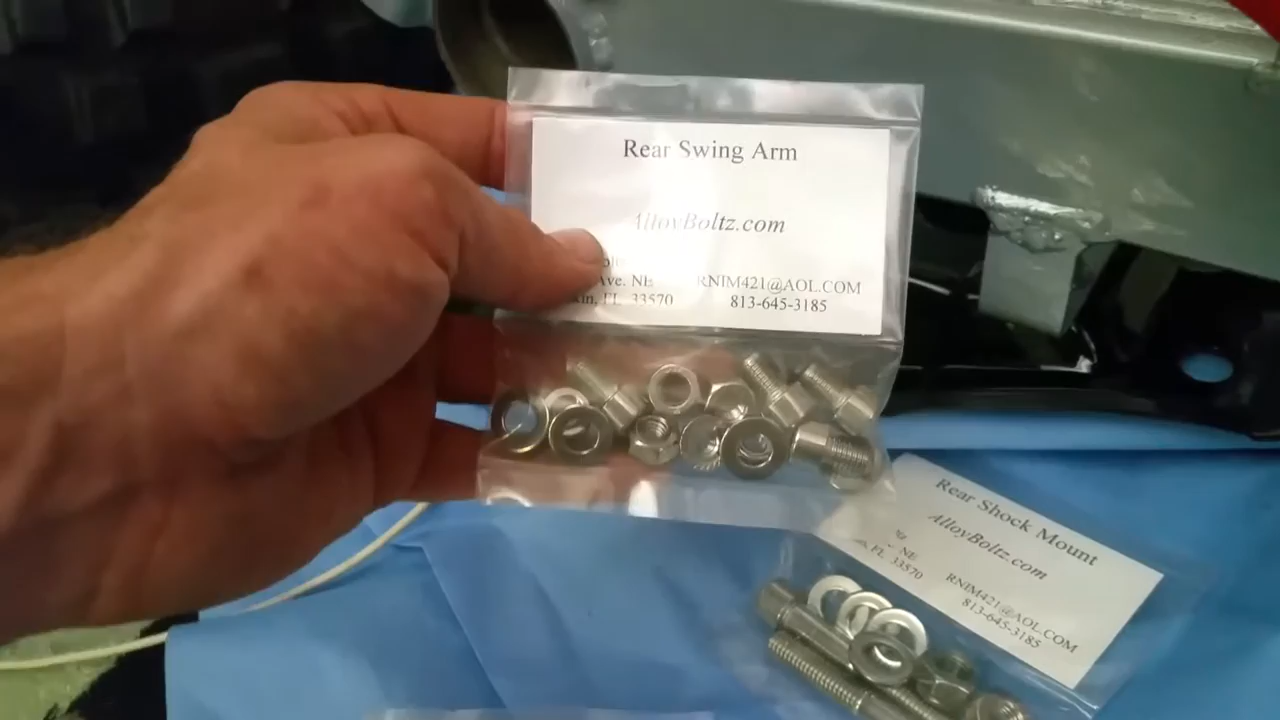 Rear Swing Arm
AlloyBoltz.com
Ave. NE RNIM421@AOL.COM
FL 33570 813-645-3185
Rear Shock Mount
AlloyBoltz.com
NE
FL 33570 RNIM421@AOL.COM
813-645-3185